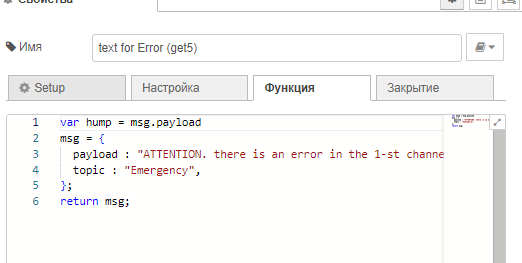 Свойства
Имя
text for Error (get5)
Setup
Настройка
Функция
Закрытие
1 var hump = msg.payload
2 msg = {
3 payload : "ATTENTION. there is an error in the 1-st channe
4 topic : "Emergency",
5 };
6 return msg;